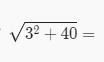 √(3² + 40) =